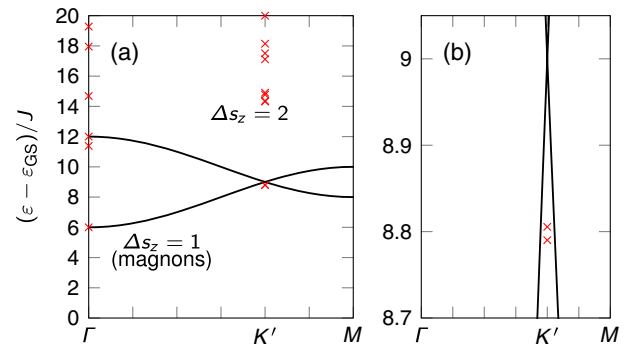 (a)
(b)
(ε − ε_GS)/J
20
18
16
14
12
10
8
6
4
2
0
Δs_z = 2
Δs_z = 1
(magnons)
Γ
K′
M
9
8.9
8.8
8.7
Γ
K′
M